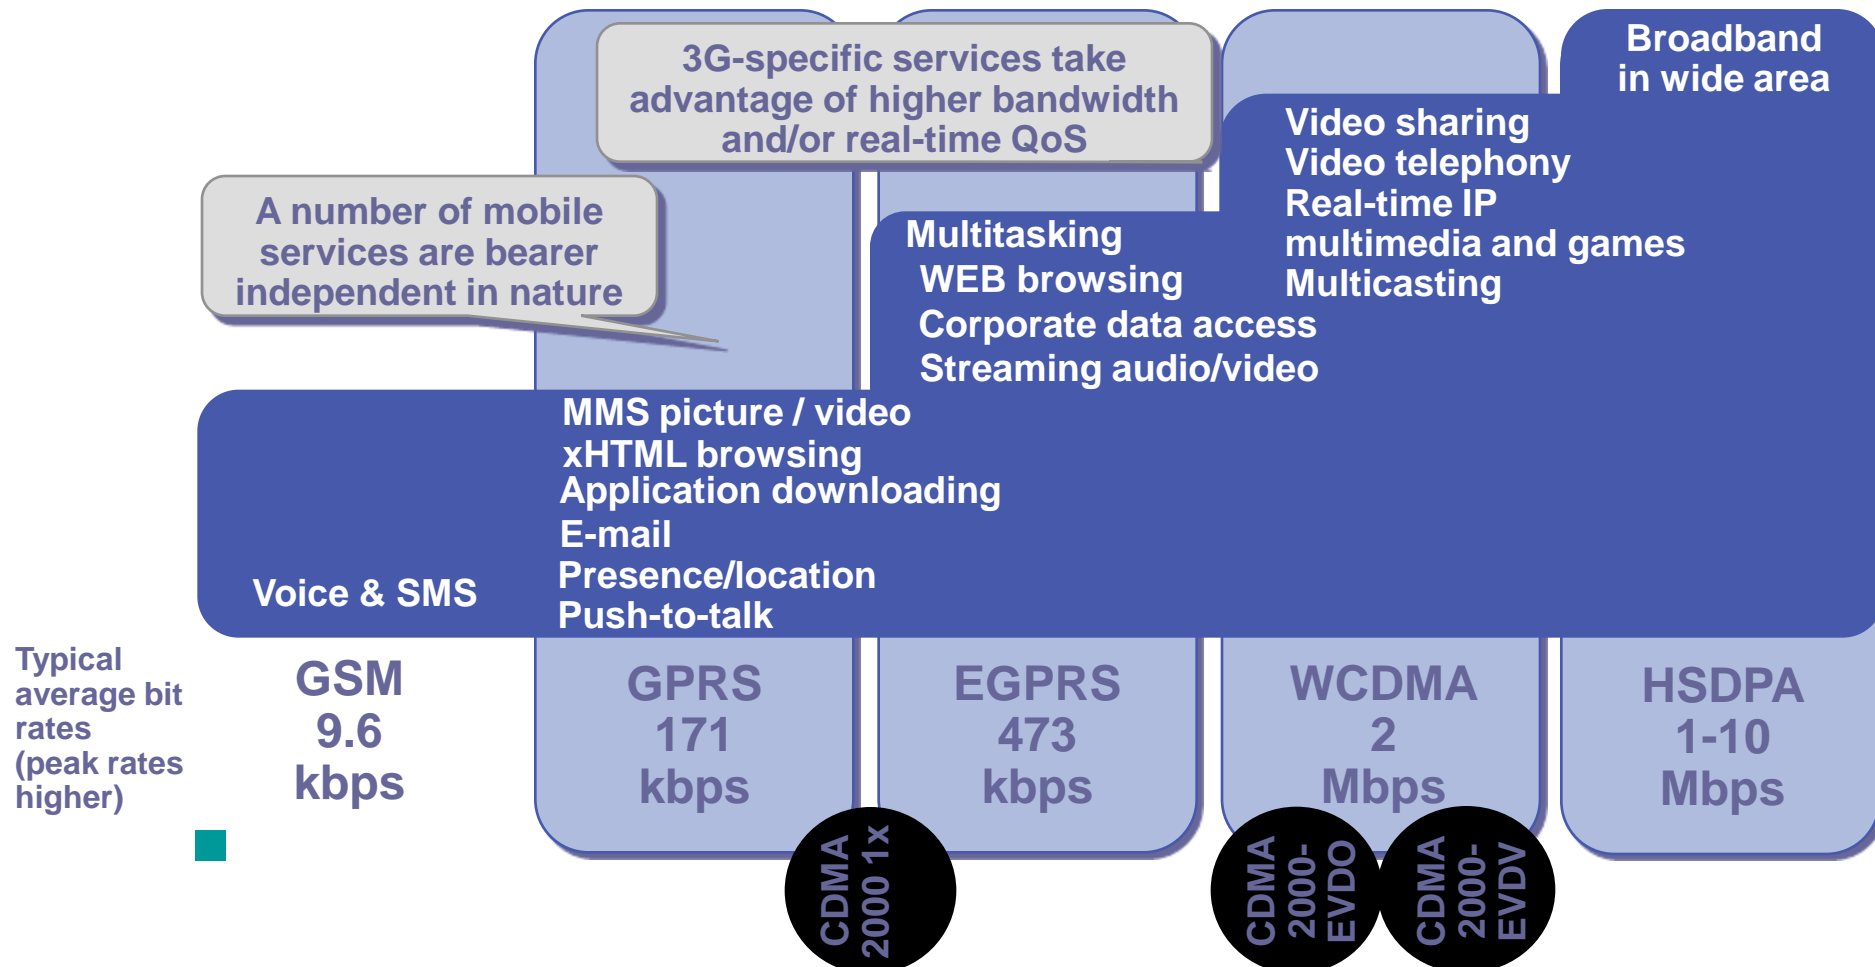 3G-specific services take
advantage of higher bandwidth
and/or real-time QoS
Broadband
in wide area
A number of mobile
services are bearer
independent in nature
Video sharing
Video telephony
Real-time IP
multimedia and games
Multicasting
Multitasking
WEB browsing
Corporate data access
Streaming audio/video
MMS picture / video
xHTML browsing
Application downloading
E-mail
Presence/location
Push-to-talk
Voice & SMS
Typical
average bit
rates
(peak rates
higher)
GSM
9.6
kbps
GPRS
171
kbps
EGPRS
473
kbps
WCDMA
2
Mbps
HSDPA
1-10
Mbps
CDMA
2000 1x
CDMA
2000-
EVDO
CDMA
2000-
EVDV